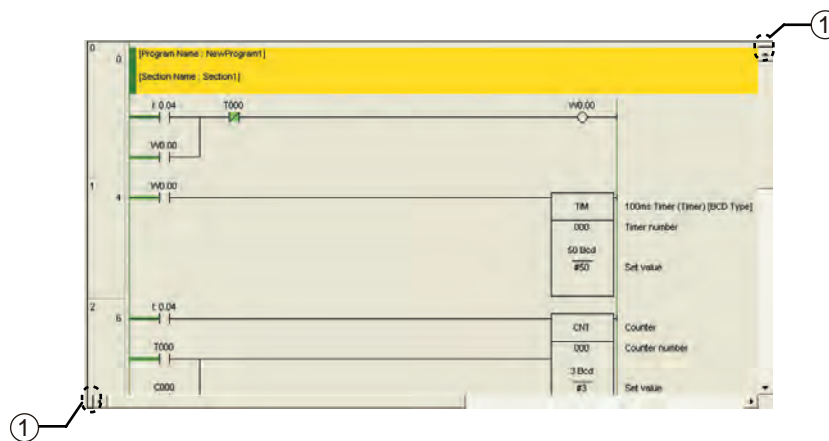 ①
0
0
[Program Name : NewProgram1]
[Section Name : Section1]
I: 0.04
T000
W0.00
W0.00
1
4
W0.00
TIM
100ms Timer (Timer) [BCD Type]
000
Timer number
50 Bcd
#50
Set value
2
6
I: 0.04
CNT
Counter
T000
000
Counter number
3 Bcd
C000
#3
Set value
①